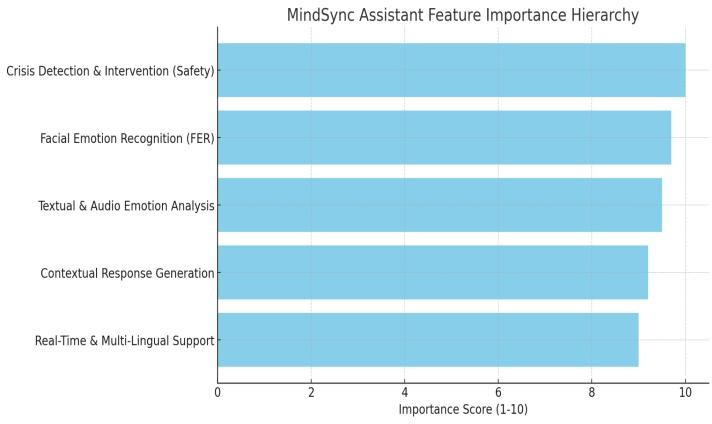 MindSync Assistant Feature Importance Hierarchy
Crisis Detection & Intervention (Safety)
Facial Emotion Recognition (FER)
Textual & Audio Emotion Analysis
Contextual Response Generation
Real-Time & Multi-Lingual Support
0 2 4 6 8 10
Importance Score (1-10)